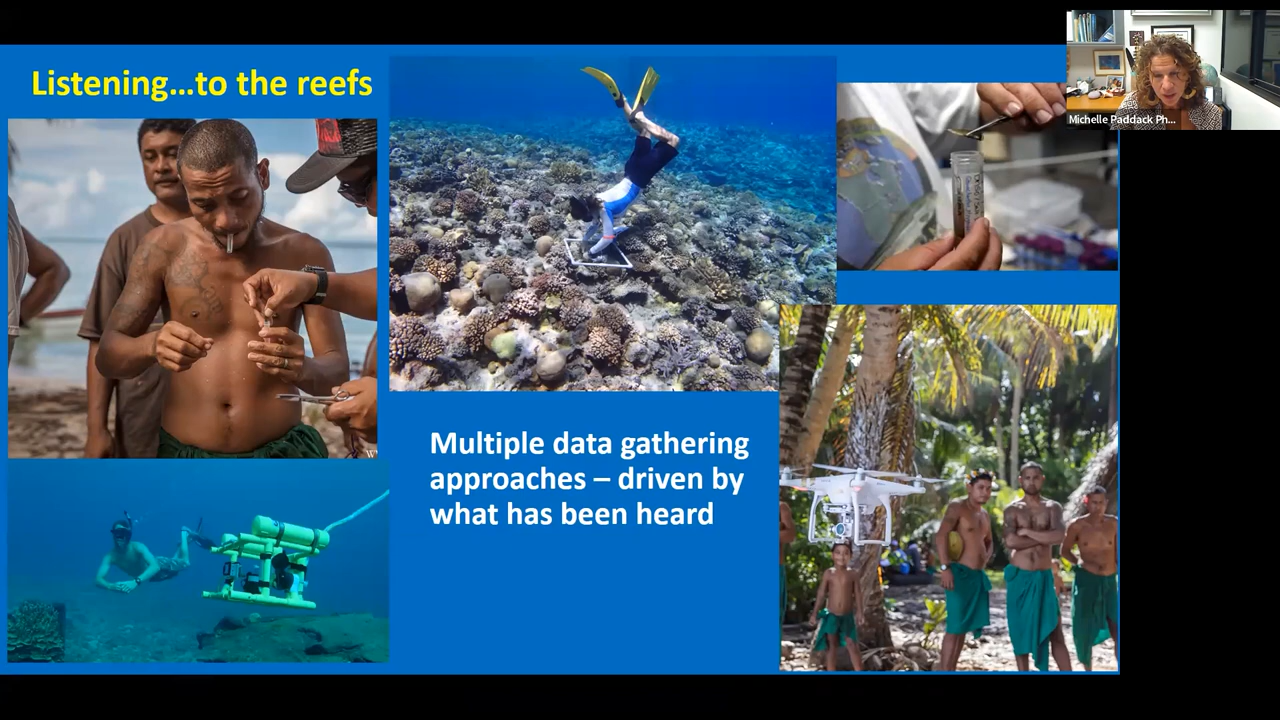 Listening...to the reefs
Michelle Paddack Ph...
Multiple data gathering
approaches – driven by
what has been heard